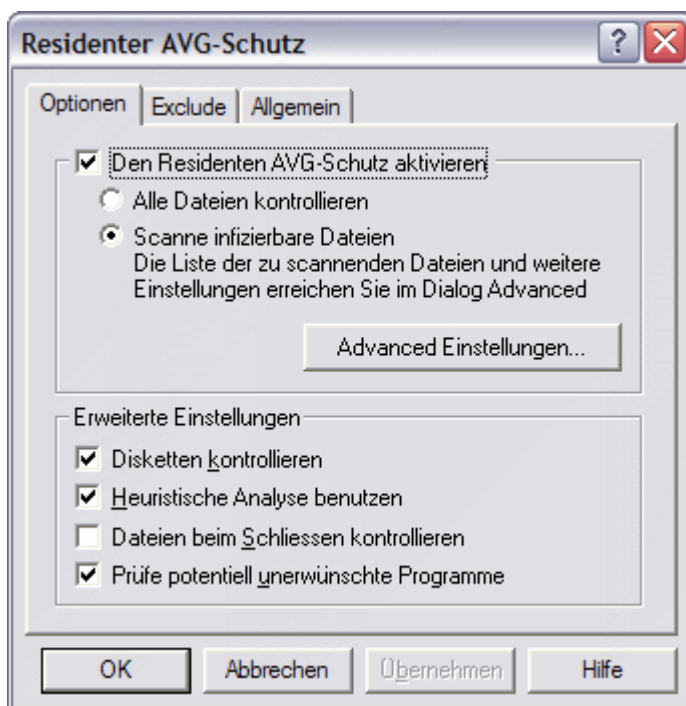 Residenter AVG-Schutz
?
Optionen
Exclude
Allgemein
Den Residenten AVG-Schutz aktivieren
Alle Dateien kontrollieren
Scanne infizierbare Dateien
Die Liste der zu scannenden Dateien und weitere
Einstellungen erreichen Sie im Dialog Advanced
Advanced Einstellungen...
Erweiterte Einstellungen
Disketten kontrollieren
Heuristische Analyse benutzen
Dateien beim Schliessen kontrollieren
Prüfe potentiell unerwünschte Programme
OK
Abbrechen
Übernehmen
Hilfe